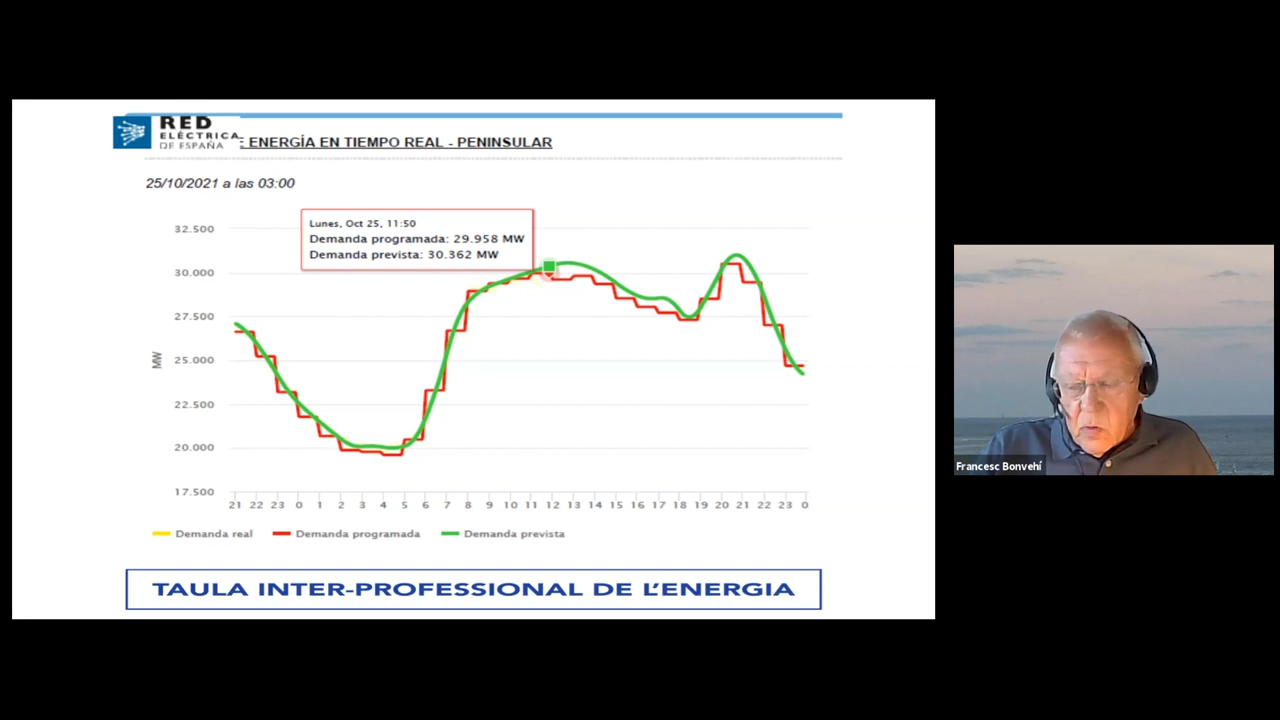 RED
ELÉCTRICA
DE ESPAÑA
E ENERGÍA EN TIEMPO REAL - PENINSULAR
25/10/2021 a las 03:00
Lunes, Oct 25, 11:50
Demanda programada: 29.958 MW
Demanda prevista: 30.362 MW
32.500
30.000
27.500
25.000
22.500
20.000
17.500
MW
21 22 23 0 1 2 3 4 5 6 7 8 9 10 11 12 13 14 15 16 17 18 19 20 21 22 23 0
Demanda real Demanda programada Demanda prevista
TAULA INTER-PROFESSIONAL DE L'ENERGIA
Francesc Bonvehí